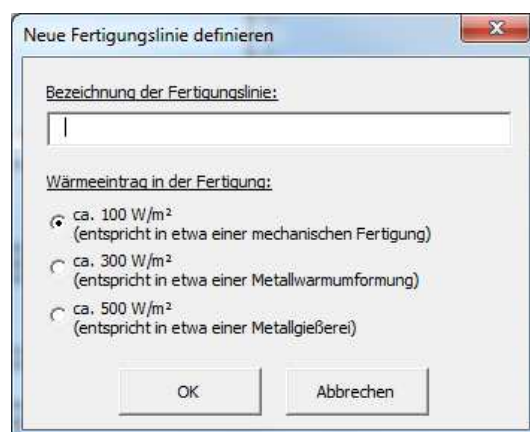 Neue Fertigungslinie definieren
Bezeichnung der Fertigungslinie:
Wärmeeintrag in der Fertigung:
ca. 100 W/m²
(entspricht in etwa einer mechanischen Fertigung)
ca. 300 W/m²
(entspricht in etwa einer Metallwarmumformung)
ca. 500 W/m²
(entspricht in etwa einer Metallgießerei)
OK Abbrechen